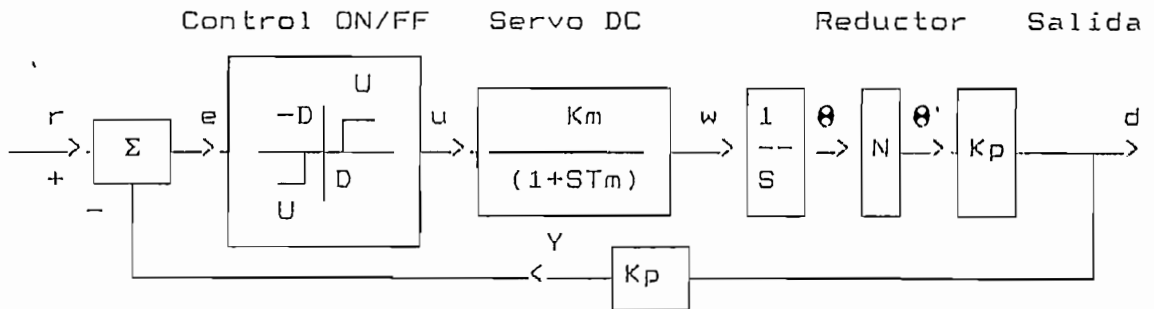 Control ON/FF Servo DC Reductor Salida
r
+
-
Σ
e
U
-D
D
U
u
Km
(1+STm)
w
1
--
S
θ
N
θ'
Kp
d
Y
Kp